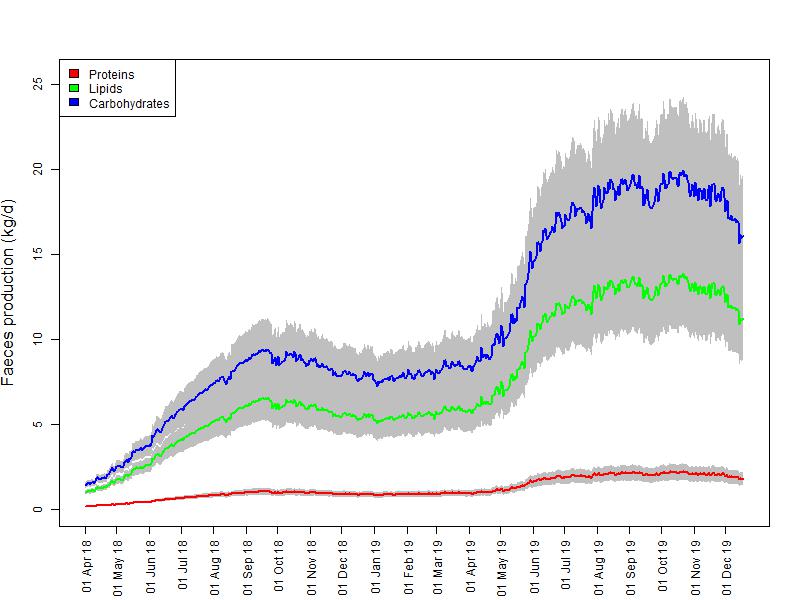 Proteins
Lipids
Carbohydrates
Faeces production (kg/d)
25
20
15
10
5
0
01 Apr 18
01 May 18
01 Jun 18
01 Jul 18
01 Aug 18
01 Sep 18
01 Oct 18
01 Nov 18
01 Dec 18
01 Jan 19
01 Feb 19
01 Mar 19
01 Apr 19
01 May 19
01 Jun 19
01 Jul 19
01 Aug 19
01 Sep 19
01 Oct 19
01 Nov 19
01 Dec 19